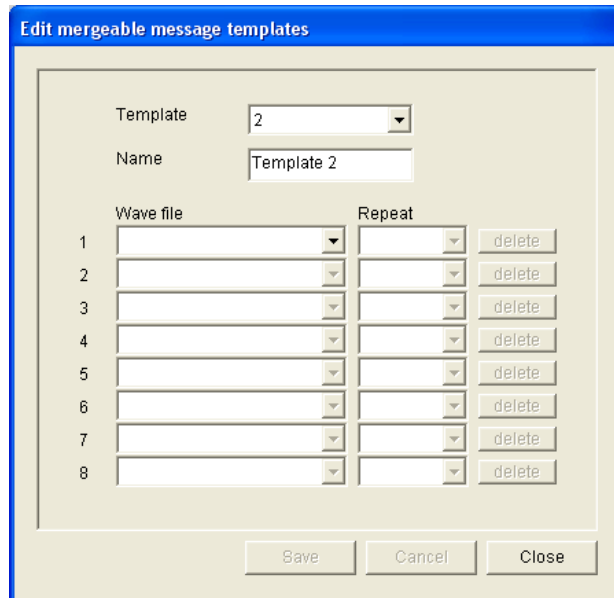 Edit mergeable message templates
Template 2
Name Template 2
Wave file Repeat
1 delete
2 delete
3 delete
4 delete
5 delete
6 delete
7 delete
8 delete
Save Cancel Close